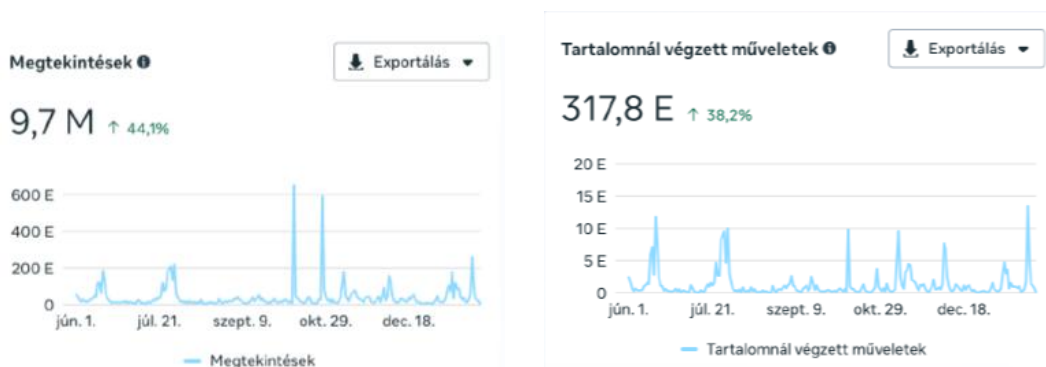 Megtekintések
Exportálás
9,7 M ↑ 44,1%
600 E
400 E
200 E
0
jún. 1. júl. 21. szept. 9. okt. 29. dec. 18.
Megtekintések
Tartalomnál végzett műveletek
Exportálás
317,8 E ↑ 38,2%
20 E
15 E
10 E
5 E
0
jún. 1. júl. 21. szept. 9. okt. 29. dec. 18.
Tartalomnál végzett műveletek